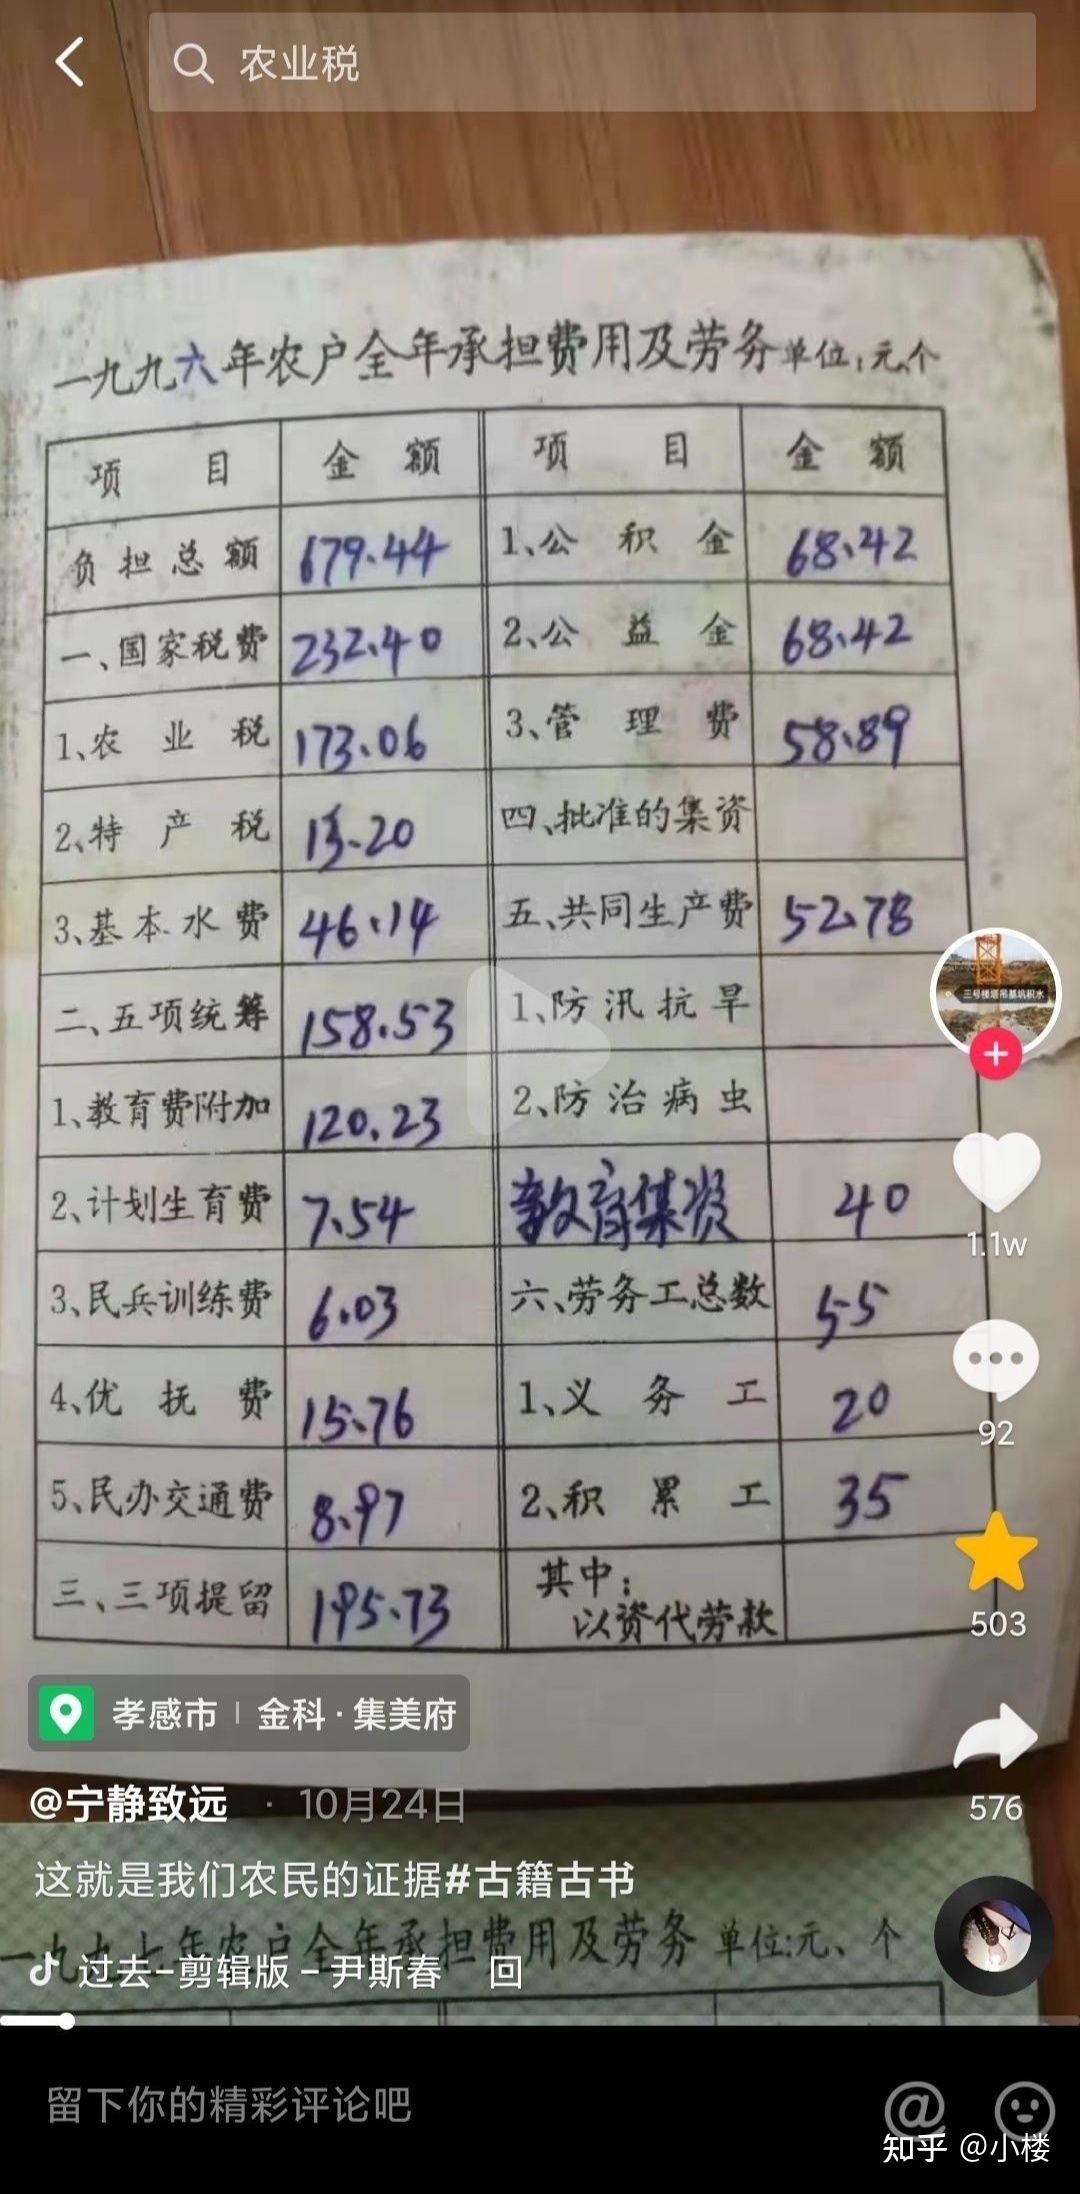 农业税
一九九六年农户全年承担费用及劳务 单位:元、个
项目 金额 项目 金额
负担总额 679.44 1、公积金 68.42
一、国家税费 232.40 2、公益金 68.42
1、农业税 173.06 3、管理费 58.89
2、特产税 13.20 四、批准的集资
3、基本水费 46.14 五、共同生产费 52.78
二、五项统筹 158.53 1、防汛抗旱
1、教育费附加 120.23 2、防治病虫
2、计划生育费 7.54 教育集资 40
3、民兵训练费 6.03 六、劳务工总数 55
4、优抚费 15.76 1、义务工 20
5、民办交通费 8.97 2、积累工 35
三、三项提留 195.73 其中:
以资代劳款
三号楼塔吊基坑积水
1.1w
92
503
576
孝感市 | 金科·集美府
@宁静致远 · 10月24日
这就是我们农民的证据#古籍古书
一九九七年农户全年承担费用及劳务 单位:元、个
过去-剪辑版 - 尹斯春 回
留下你的精彩评论吧
知乎 @小楼